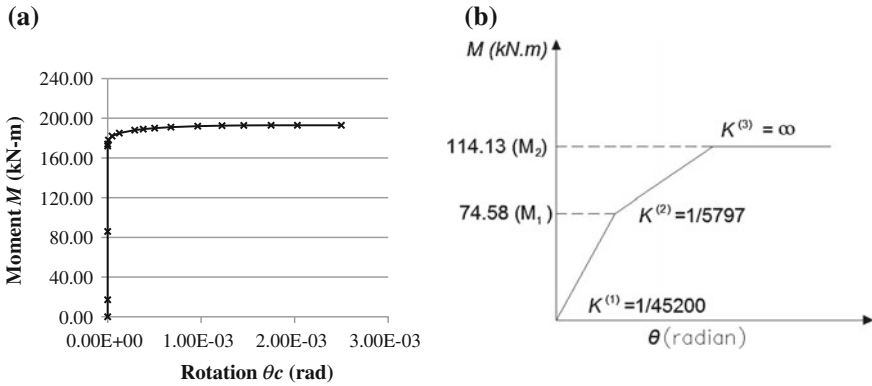 (a)
240.00
200.00
160.00
120.00
80.00
40.00
0.00
Moment M (kN-m)
0.00E+00 1.00E-03 2.00E-03 3.00E-03
Rotation θc (rad)
(b)
M (kN.m)
K(3) = ∞
114.13 (M2)
74.58 (M1)
K(2) =1/5797
K(1) =1/45200
θ(radian)